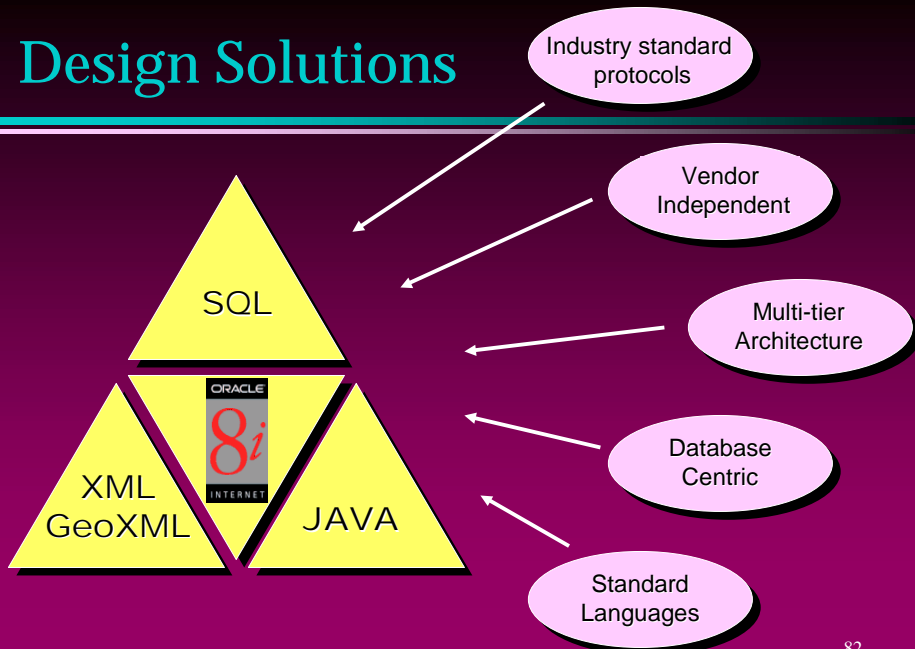 Design Solutions
Industry standard
protocols
Vendor
Independent
Multi-tier
Architecture
Database
Centric
Standard
Languages
SQL
ORACLE
8i
INTERNET
XML
GeoXML
JAVA
82